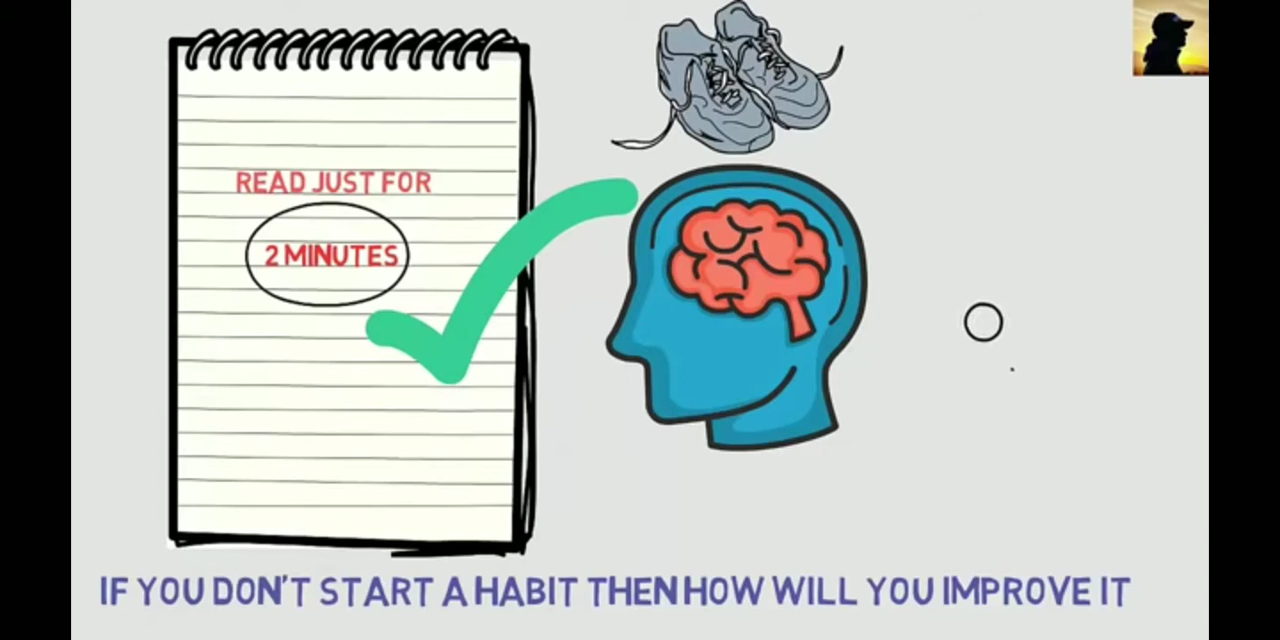 READ JUST FOR
2 MINUTES
IF YOU DON'T START A HABIT THEN HOW WILL YOU IMPROVE IT